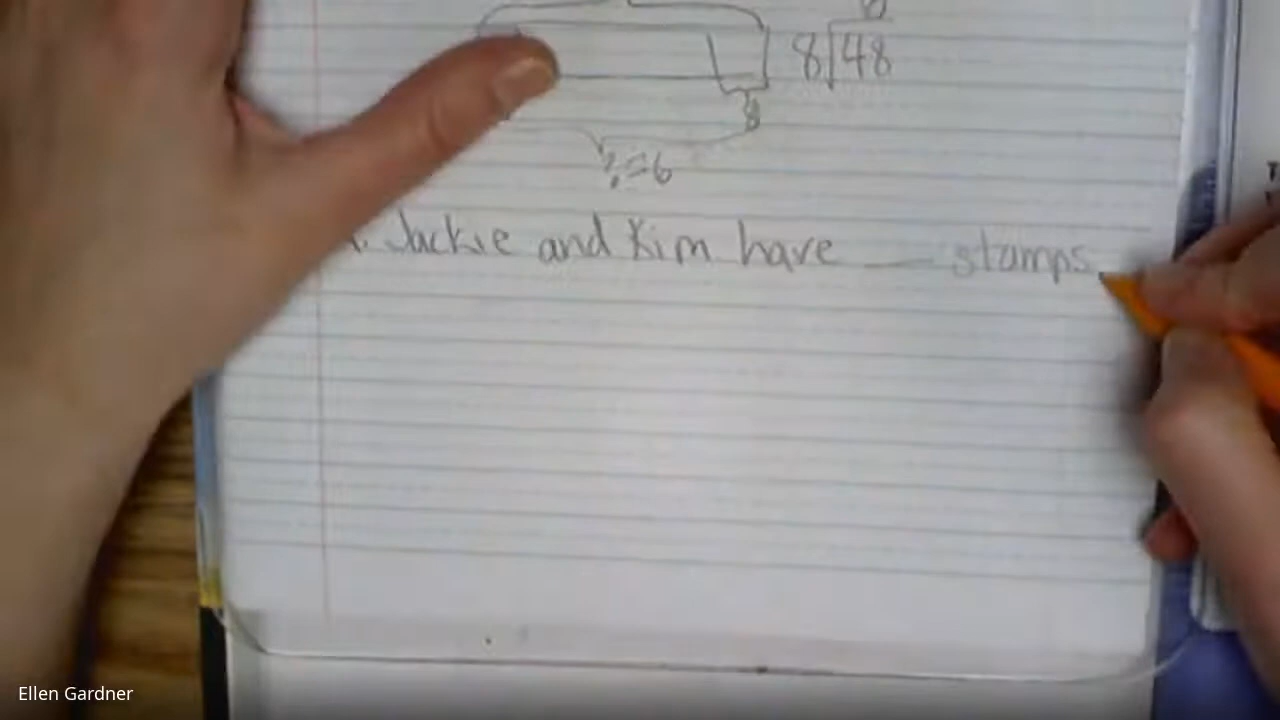 8 48
8
? = 6
Jackie and Kim have ___ stamps.
Ellen Gardner